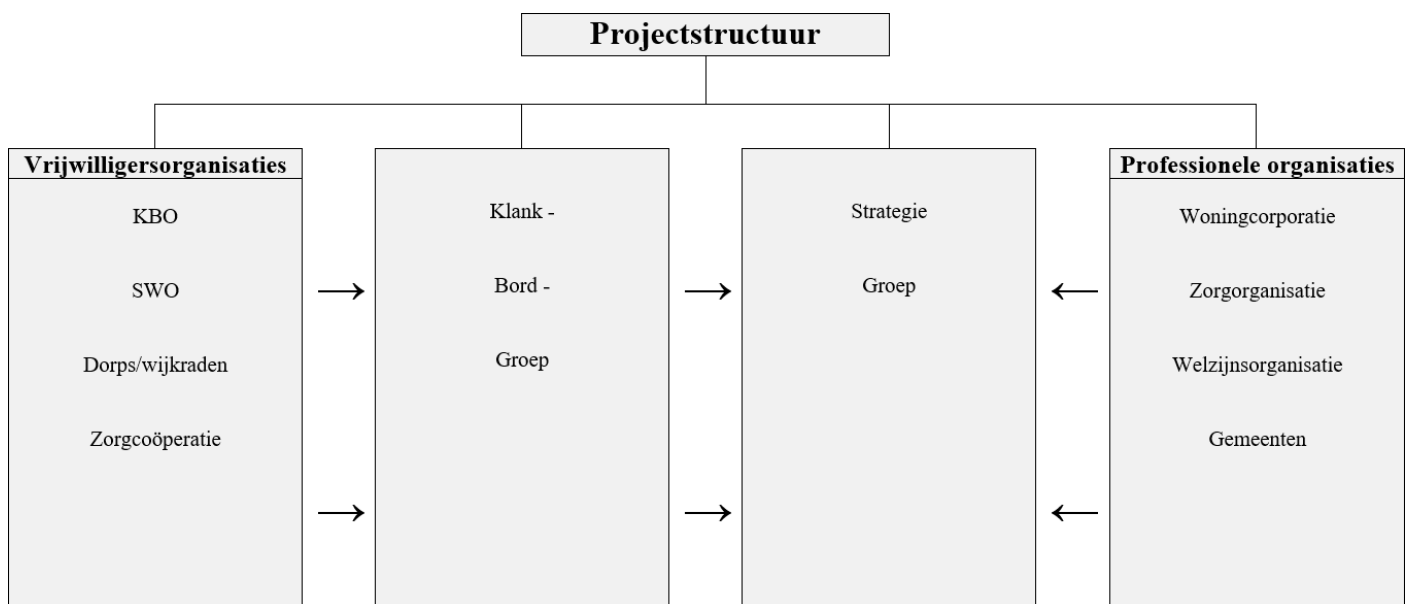 Projectstructuur
Vrijwilligersorganisaties
KBO
SWO
Dorps/wijkraden
Zorgcoöperatie
Klank -
Bord -
Groep
Strategie
Groep
Professionele organisaties
Woningcorporatie
Zorgorganisatie
Welzijnsorganisatie
Gemeenten